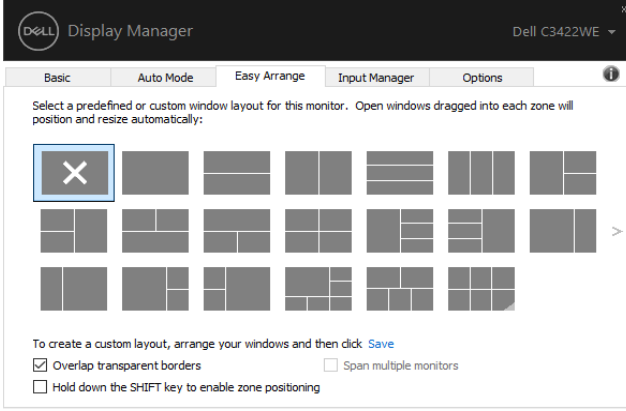 DELL Display Manager
Dell C3422WE
Basic
Auto Mode
Easy Arrange
Input Manager
Options
Select a predefined or custom window layout for this monitor. Open windows dragged into each zone will
position and resize automatically:
To create a custom layout, arrange your windows and then click Save
Overlap transparent borders
Span multiple monitors
Hold down the SHIFT key to enable zone positioning